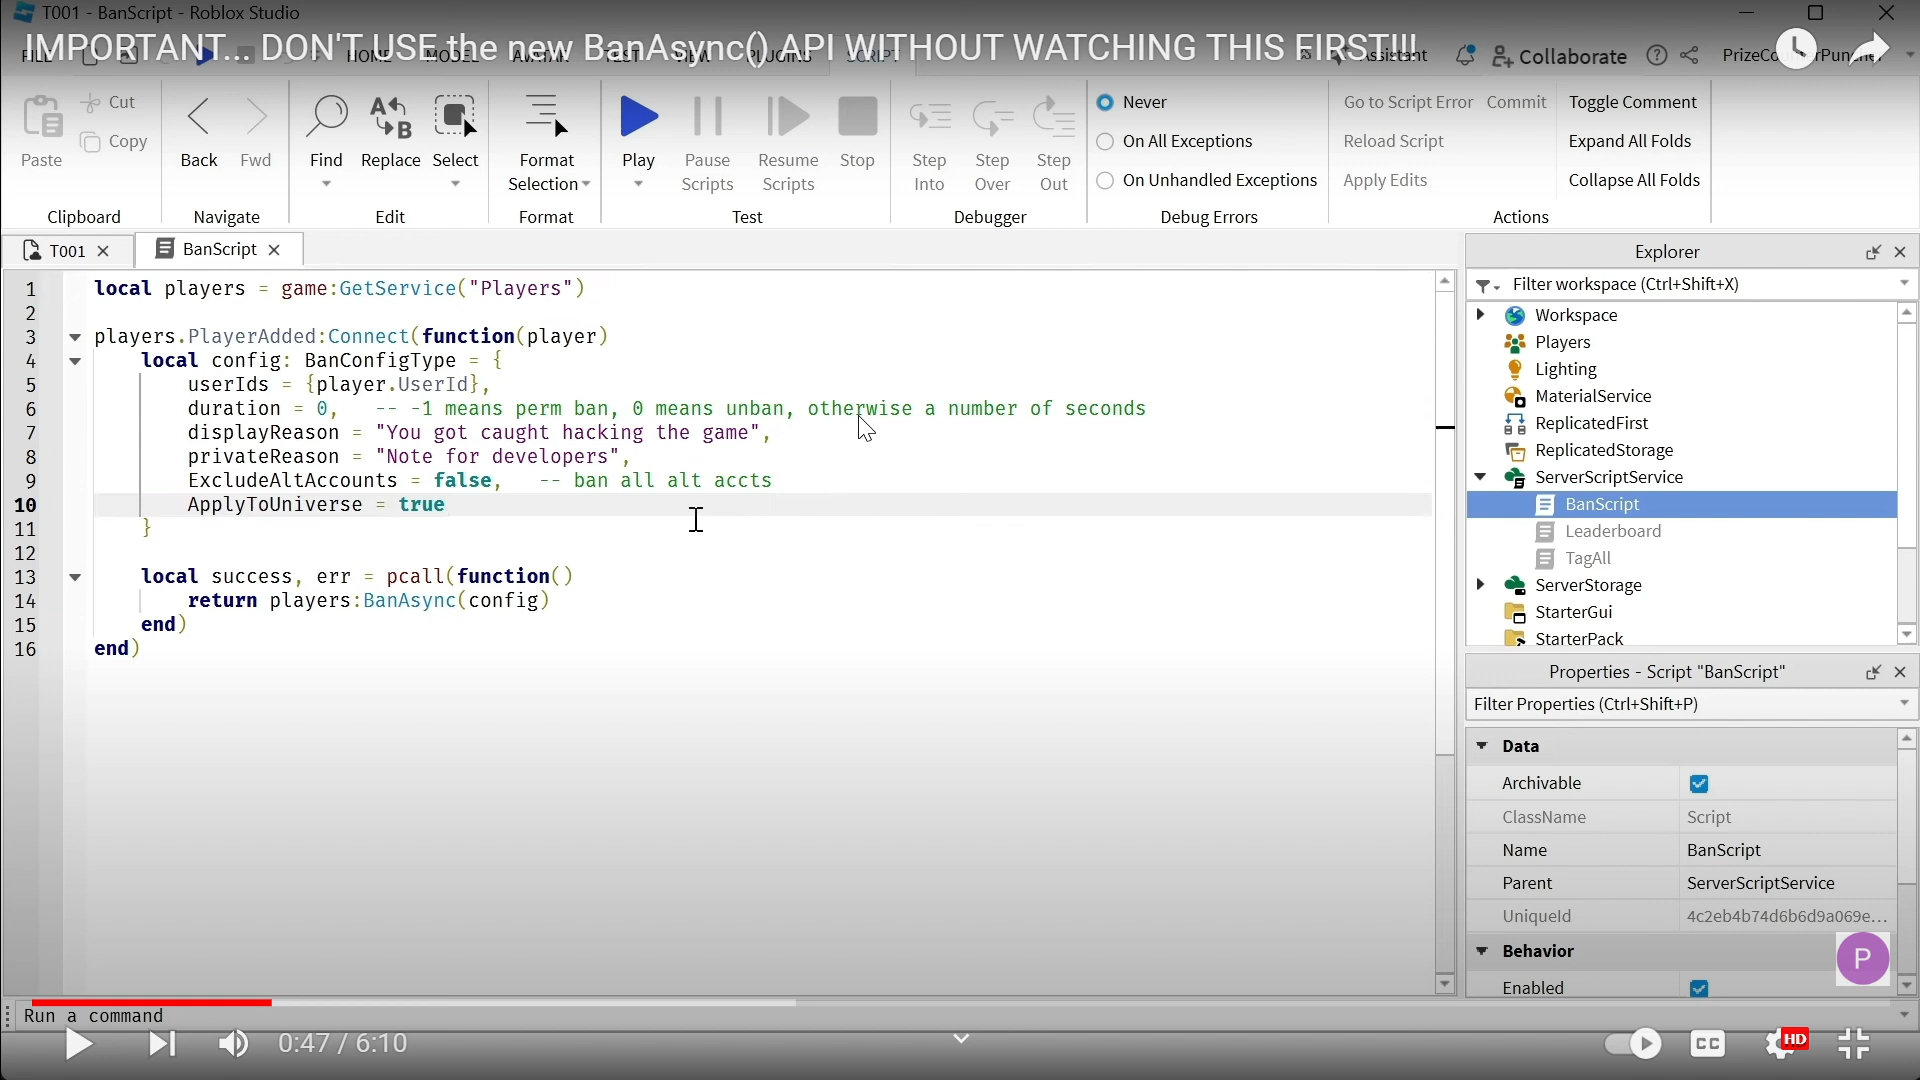 T001 - BanScript - Roblox Studio
IMPORTANT... DON'T USE the new BanAsync() API WITHOUT WATCHING THIS FIRST!!!
FILE HOME MODEL AVATAR TEST VIEW PLUGINS SCRIPT Assistant Collaborate
Cut
Copy
Paste
Clipboard
Back Fwd
Navigate
Find Replace Select
Edit
Format
Selection
Format
Play Pause Scripts Resume Scripts Stop
Test
Step Into Step Over Step Out
Debugger
Never
On All Exceptions
On Unhandled Exceptions
Debug Errors
Go to Script Error Commit Toggle Comment
Reload Script Expand All Folds
Apply Edits Collapse All Folds
Actions
T001 BanScript
1 local players = game:GetService("Players")
2
3 players.PlayerAdded:Connect(function(player)
4 local config: BanConfigType = {
5 userIds = {player.UserId},
6 duration = 0, -- -1 means perm ban, 0 means unban, otherwise a number of seconds
7 displayReason = "You got caught hacking the game",
8 privateReason = "Note for developers",
9 ExcludeAltAccounts = false, -- ban all alt accts
10 ApplyToUniverse = true
11 }
12
13 local success, err = pcall(function()
14 return players:BanAsync(config)
15 end)
16 end)
Explorer
Filter workspace (Ctrl+Shift+X)
Workspace
Players
Lighting
MaterialService
ReplicatedFirst
ReplicatedStorage
ServerScriptService
BanScript
Leaderboard
TagAll
ServerStorage
StarterGui
StarterPack
Properties - Script "BanScript"
Filter Properties (Ctrl+Shift+P)
Data
Archivable
ClassName Script
Name BanScript
Parent ServerScriptService
UniqueId 4c2eb4b74d6b6d9a069e...
Behavior
Enabled
P
Run a command
0:47 / 6:10
CC
HD